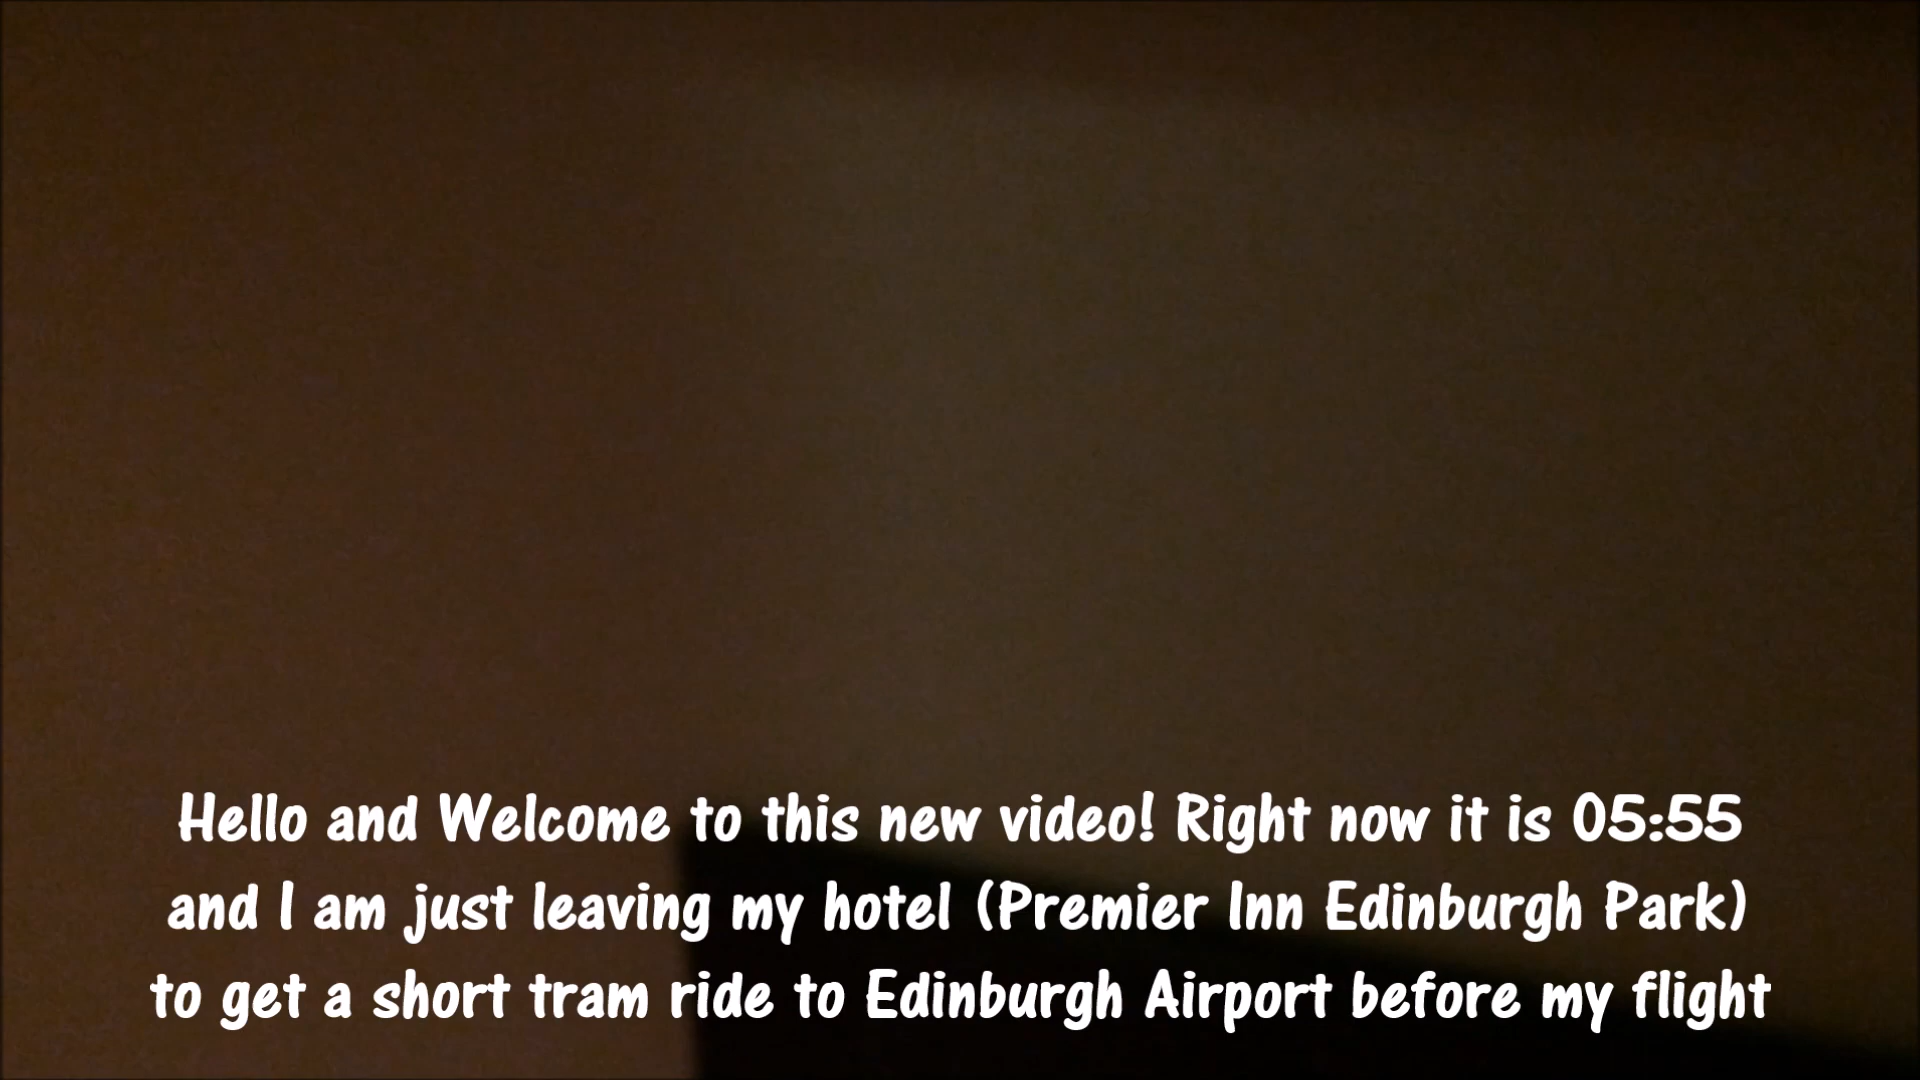 Hello and Welcome to this new video! Right now it is 05:55
and I am just leaving my hotel (Premier Inn Edinburgh Park)
to get a short tram ride to Edinburgh Airport before my flight